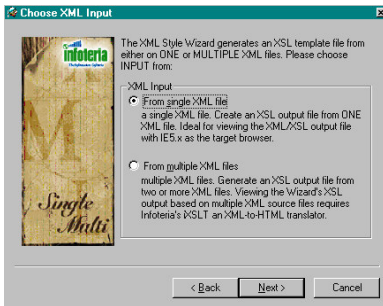 Choose XML Input
infoteria
The XML Style Wizard generates an XSL template file from
either on ONE or MULTIPLE XML files. Please choose
INPUT from:
XML Input
From single XML file
a single XML file. Create an XSL output file from ONE
XML file. Ideal for viewing the XML/XSL output file
with IE5.x as the target browser.
From multiple XML files
multiple XML files. Generate an XSL output file from
two or more XML files. Viewing the Wizard's XSL
output based on multiple XML source files requires
Infoteria's iXSLT an XML-to-HTML translator.
Single
Multi
< Back
Next >
Cancel